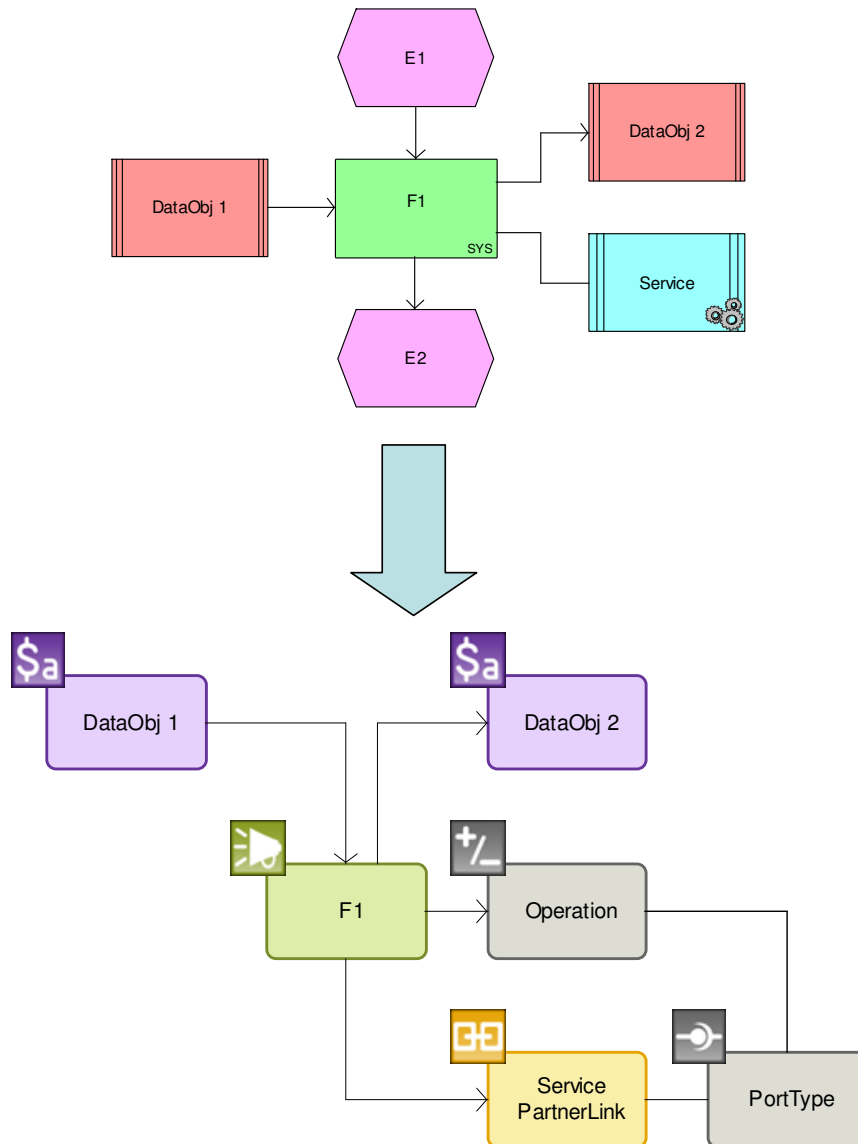 E1
DataObj 2
DataObj 1
F1
SYS
Service
E2
$a
$a
DataObj 1
DataObj 2
+/_
F1
Operation
Service
PartnerLink
PortType